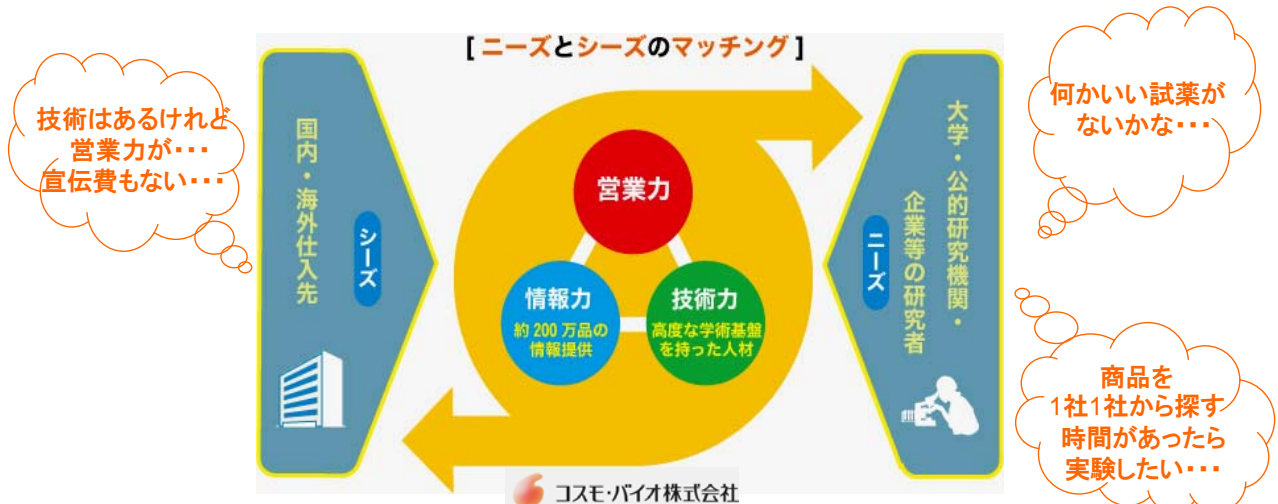 [ ニーズとシーズのマッチング ]
技術はあるけれど
営業力が・・・
宣伝費もない・・・
国内・海外仕入先
シーズ
営業力
情報力
約200万品の
情報提供
技術力
高度な学術基盤
を持った人材
ニーズ
大学・公的研究機関・
企業等の研究者
何かいい試薬が
ないかな・・・
商品を
1社1社から探す
時間があったら
実験したい・・・
コスモ・バイオ株式会社